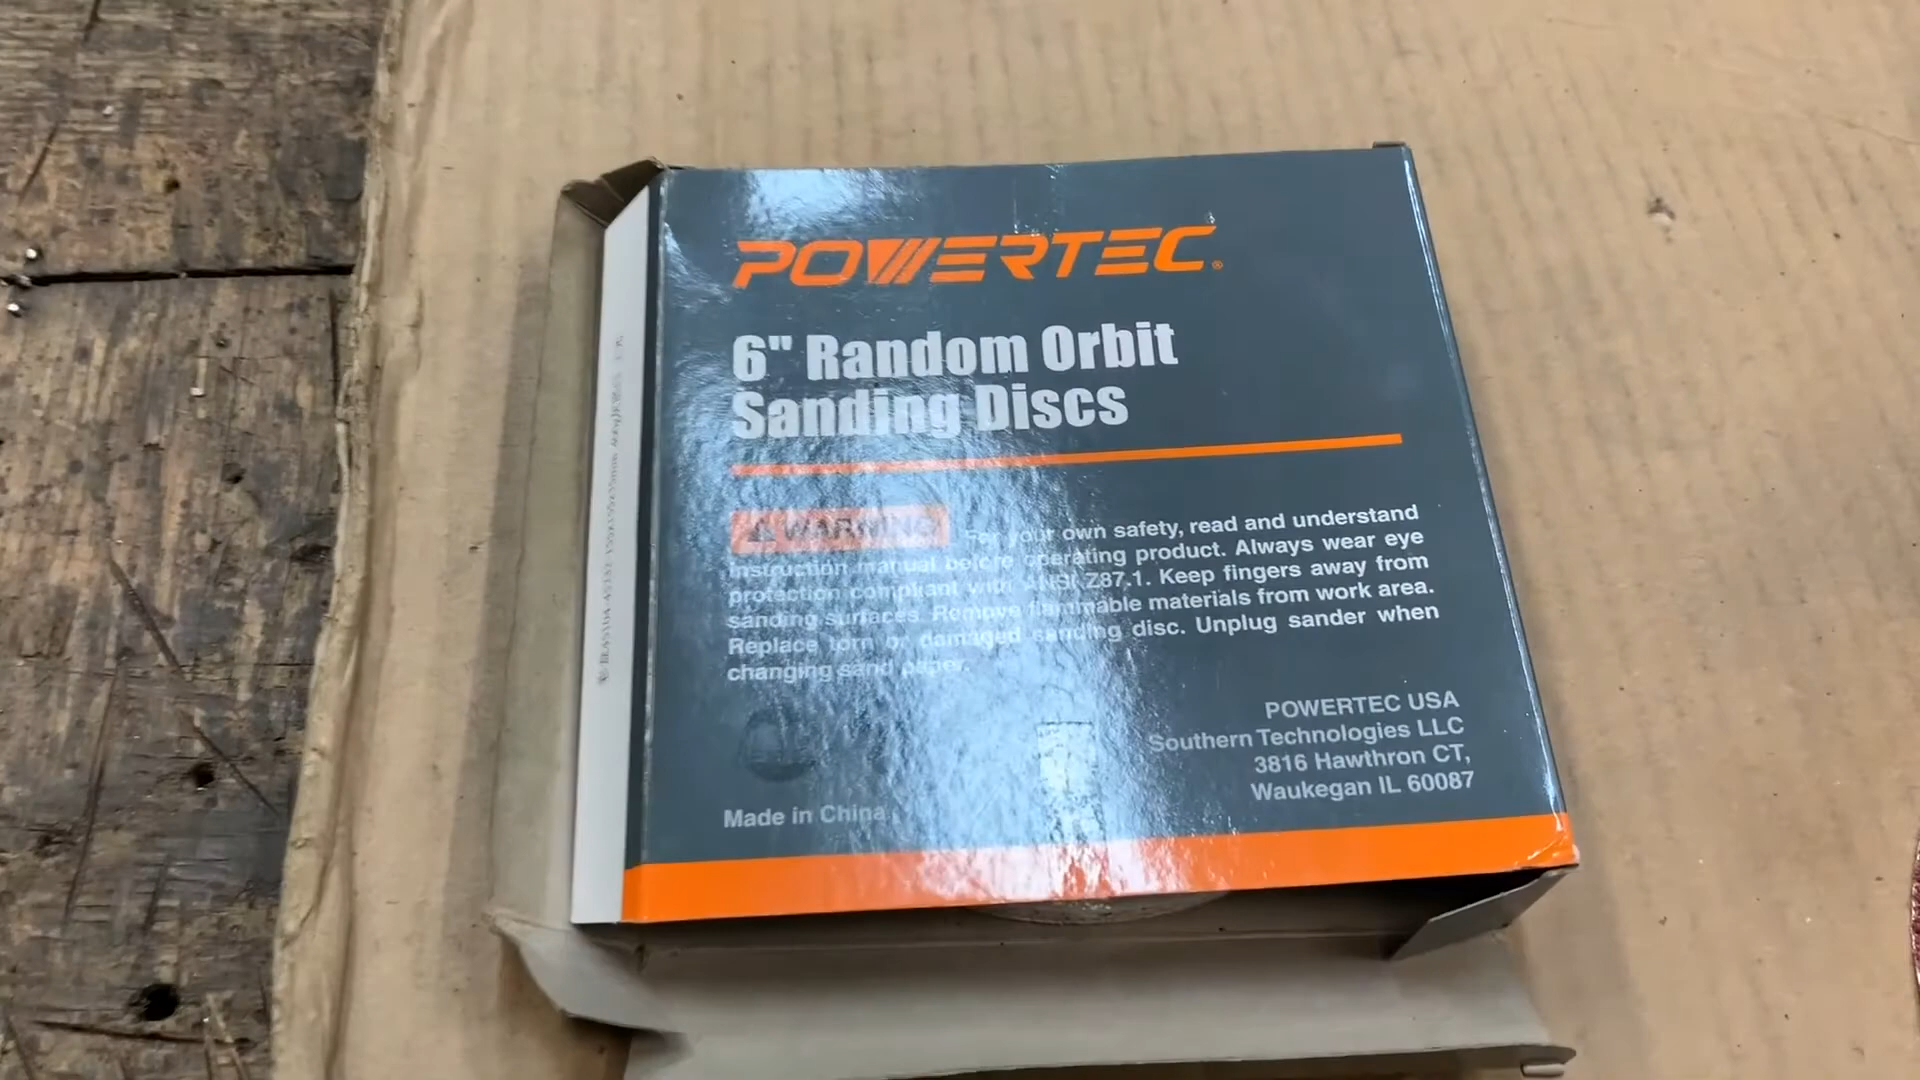 POWERTEC®
6" Random Orbit
Sanding Discs
WARNING For your own safety, read and understand
instruction manual before operating product. Always wear eye
protection compliant with ANSI Z87.1. Keep fingers away from
sanding surfaces. Remove flammable materials from work area.
Replace torn or damaged sanding disc. Unplug sander when
changing sand paper.
POWERTEC USA
Southern Technologies LLC
3816 Hawthron CT,
Waukegan IL 60087
Made in China